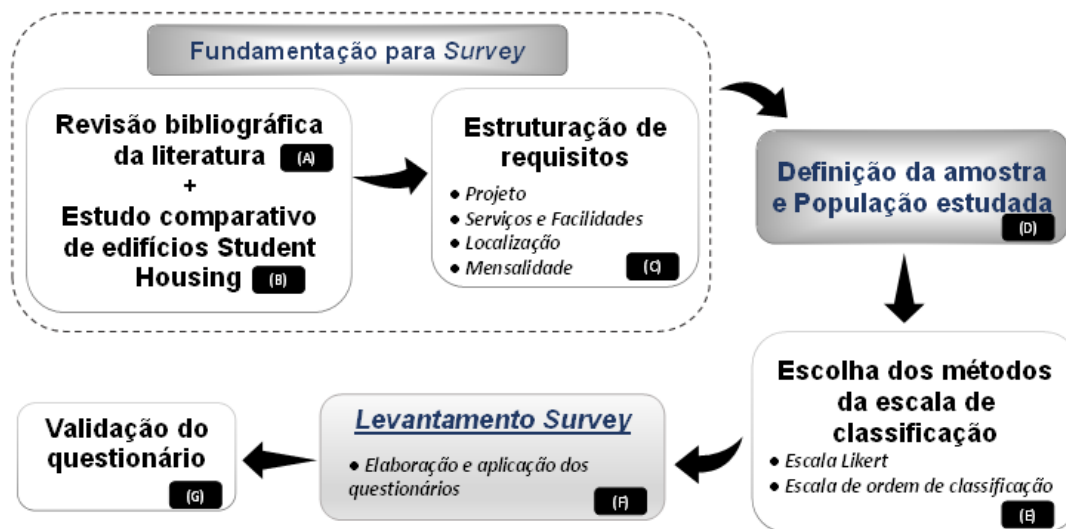 Fundamentação para Survey
Revisão bibliográfica
da literatura (A)
+
Estudo comparativo
de edifícios Student
Housing (B)
Estruturação de
requisitos
• Projeto
• Serviços e Facilidades
• Localização
• Mensalidade (C)
Definição da amostra
e População estudada
(D)
Escolha dos métodos
da escala de
classificação
• Escala Likert
• Escala de ordem de classificação
(E)
Levantamento Survey
• Elaboração e aplicação dos
questionários
(F)
Validação do
questionário
(G)